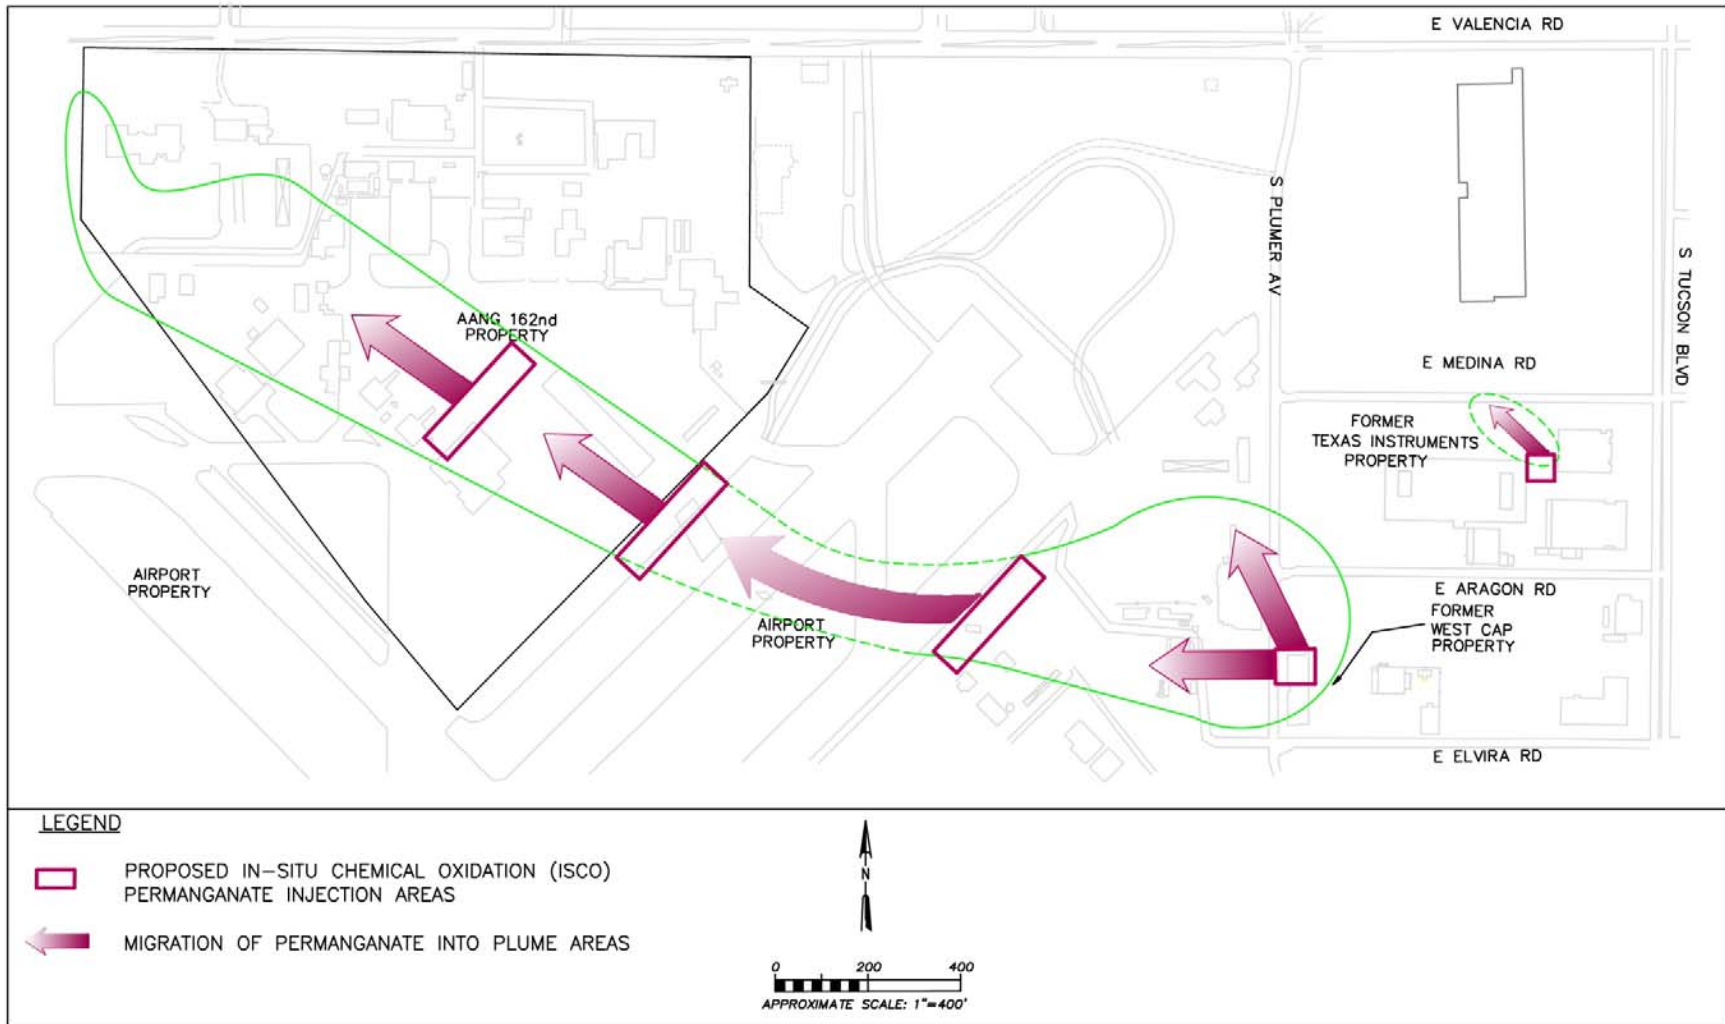 E VALENCIA RD
S PLUMER AV
S TUCSON BLVD
AANG 162nd
PROPERTY
E MEDINA RD
FORMER
TEXAS INSTRUMENTS
PROPERTY
AIRPORT
PROPERTY
AIRPORT
PROPERTY
E ARAGON RD
FORMER
WEST CAP
PROPERTY
E ELVIRA RD
LEGEND
PROPOSED IN-SITU CHEMICAL OXIDATION (ISCO)
PERMANGANATE INJECTION AREAS
MIGRATION OF PERMANGANATE INTO PLUME AREAS
N
0 200 400
APPROXIMATE SCALE: 1"=400'